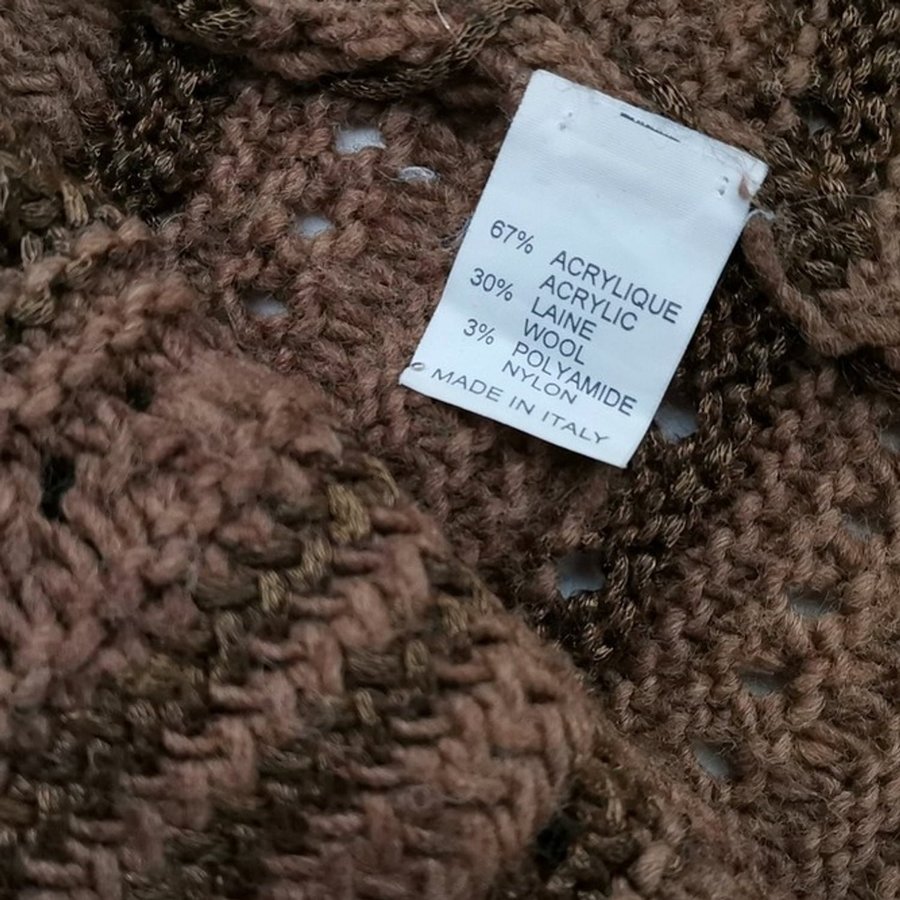 67% ACRYLIQUE
ACRYLIC
30% LAINE
WOOL
3% POLYAMIDE
NYLON
MADE IN ITALY